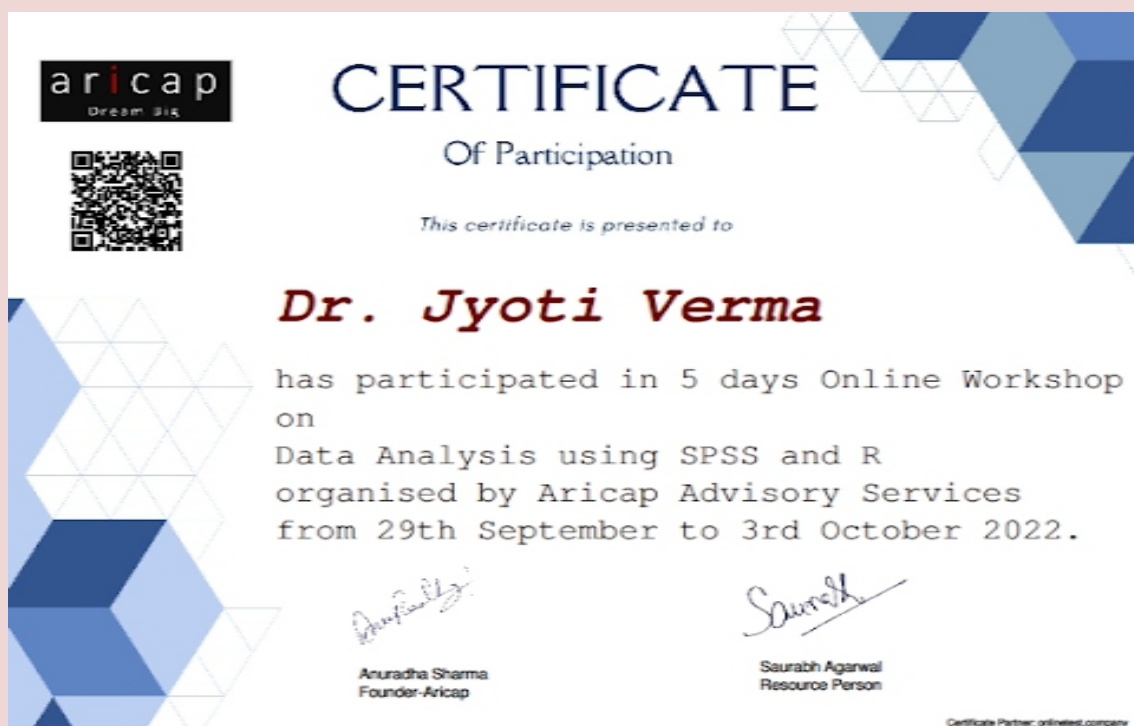 aricap
Dream Big
CERTIFICATE
Of Participation
This certificate is presented to
Dr. Jyoti Verma
has participated in 5 days Online Workshop
on
Data Analysis using SPSS and R
organised by Aricap Advisory Services
from 29th September to 3rd October 2022.
Saurabh
Anuradha Sharma
Founder-Aricap
Saurabh Agarwal
Resource Person
Certificate Partner: onlinetest.company